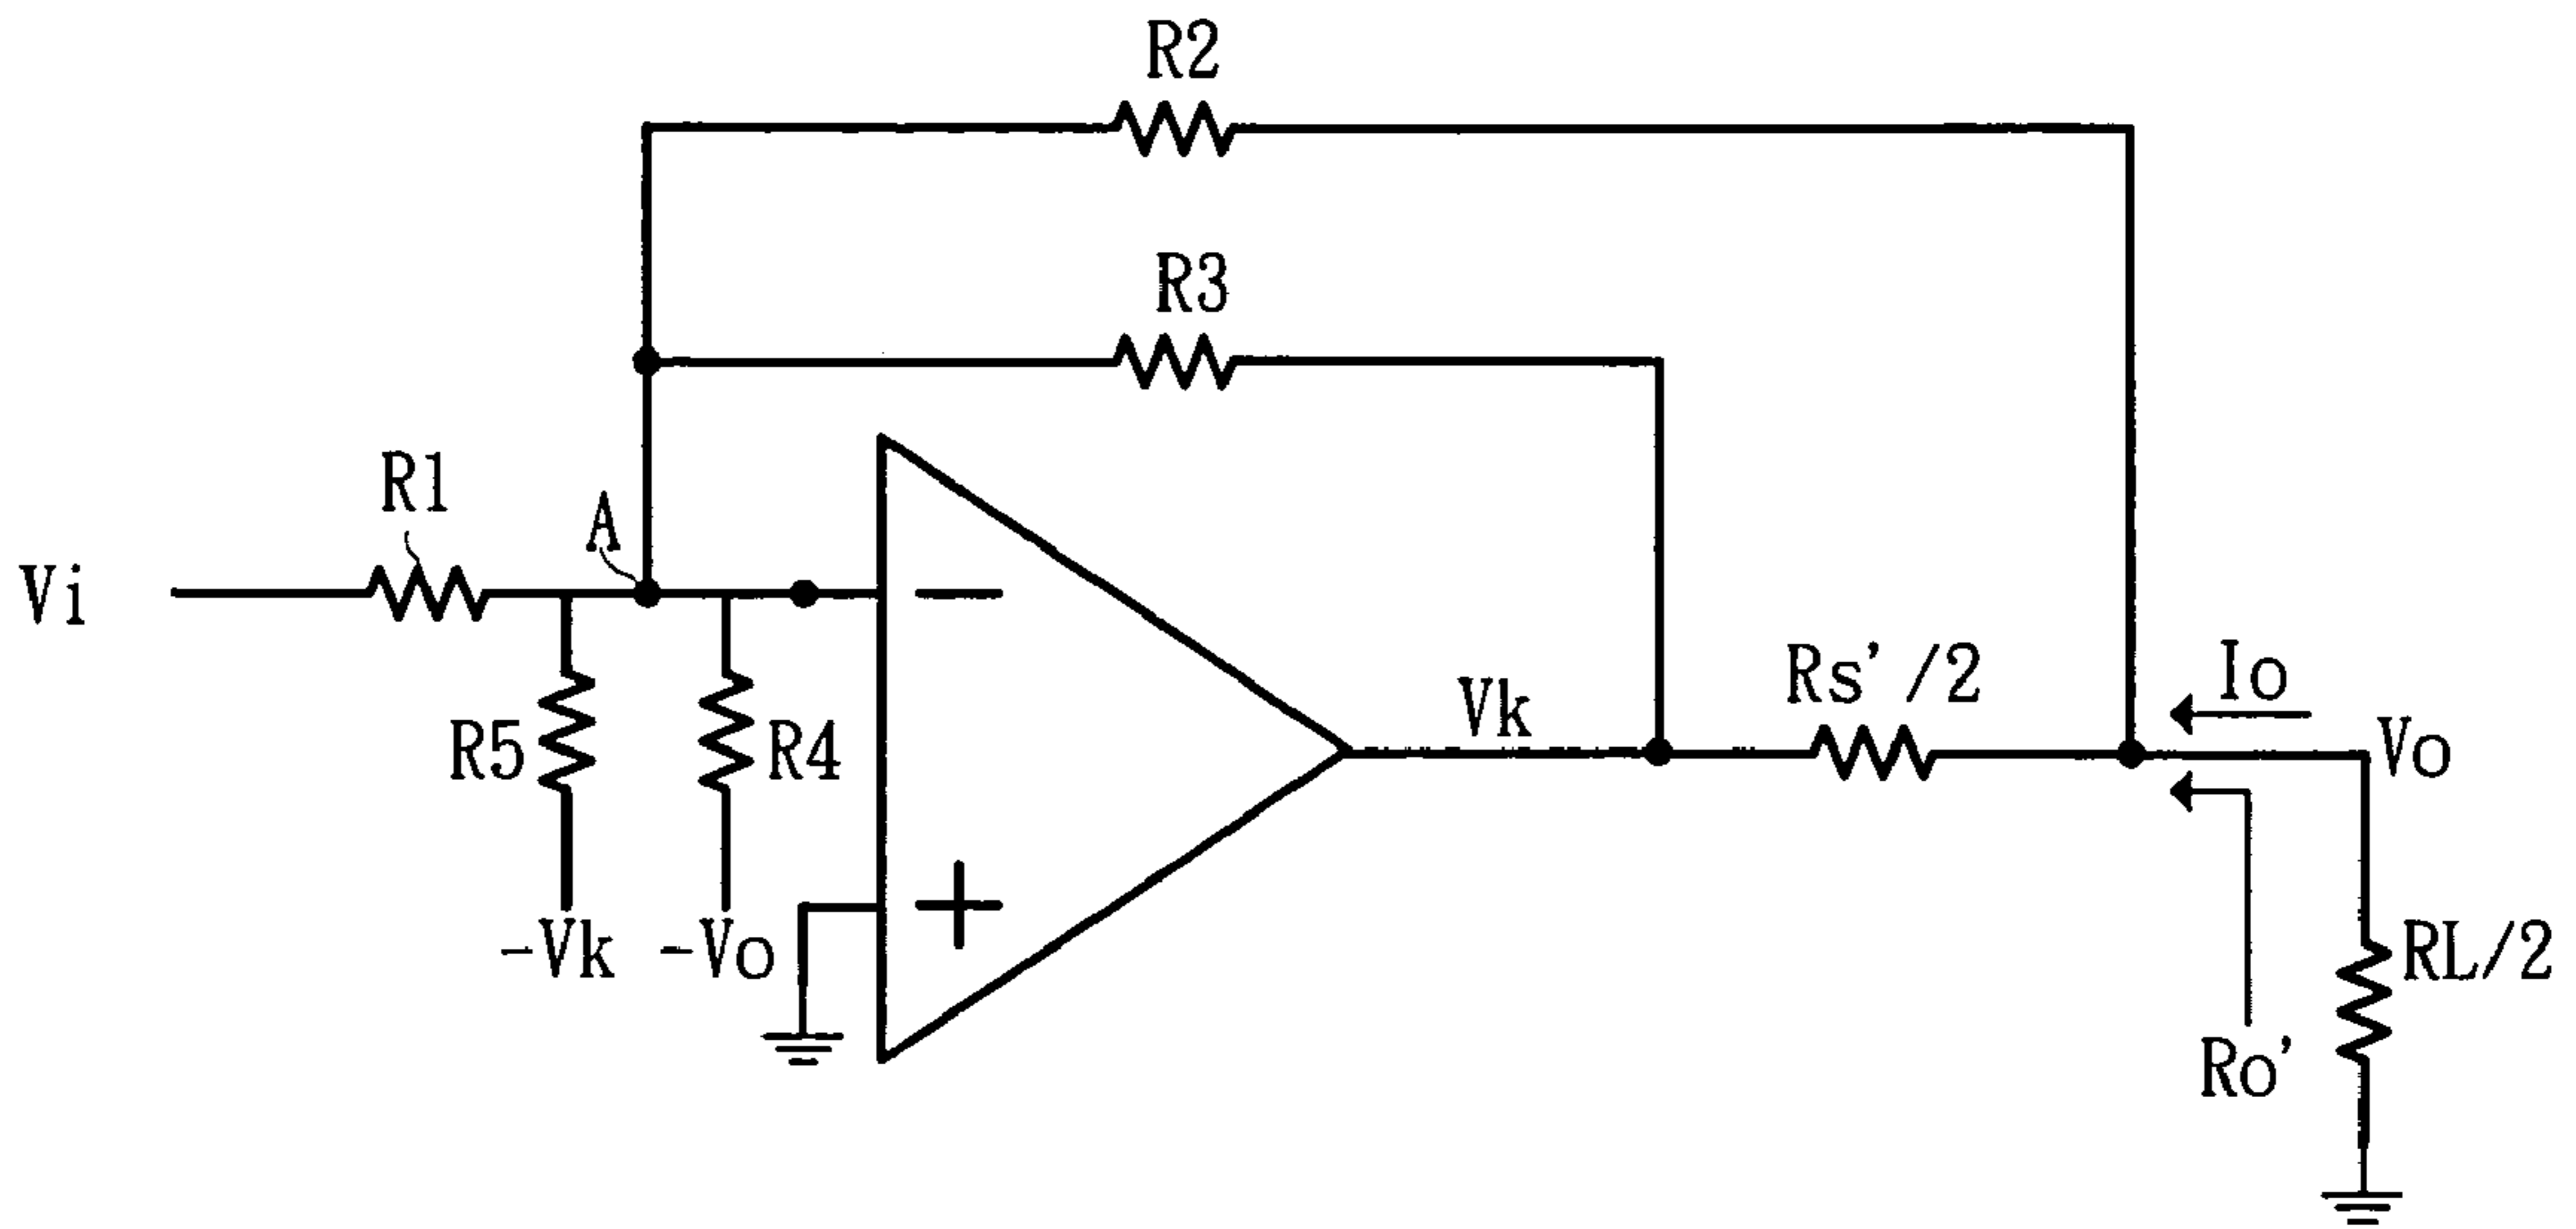 R2
R3
R1
A
Vi
R5
R4
-Vk
-Vo
−
+
Vk
Rs'/2
Io
Vo
Ro'
RL/2